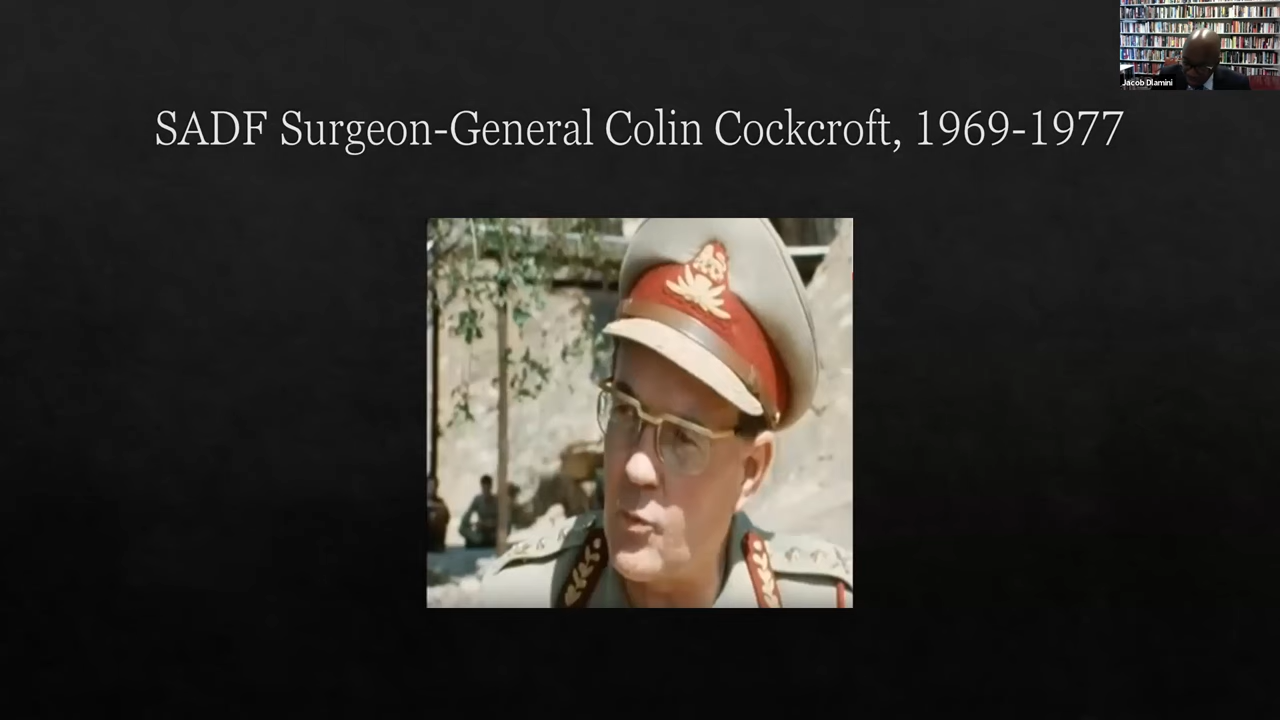 Jacob Dlamini
SADF Surgeon-General Colin Cockcroft, 1969-1977